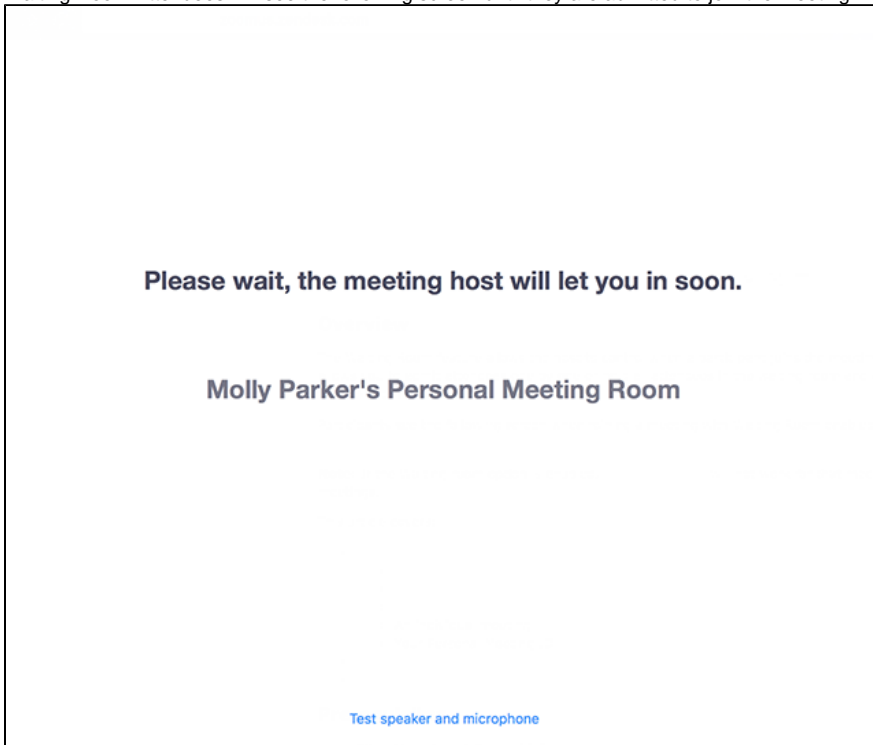 Please wait, the meeting host will let you in soon.
Molly Parker's Personal Meeting Room
Test speaker and microphone